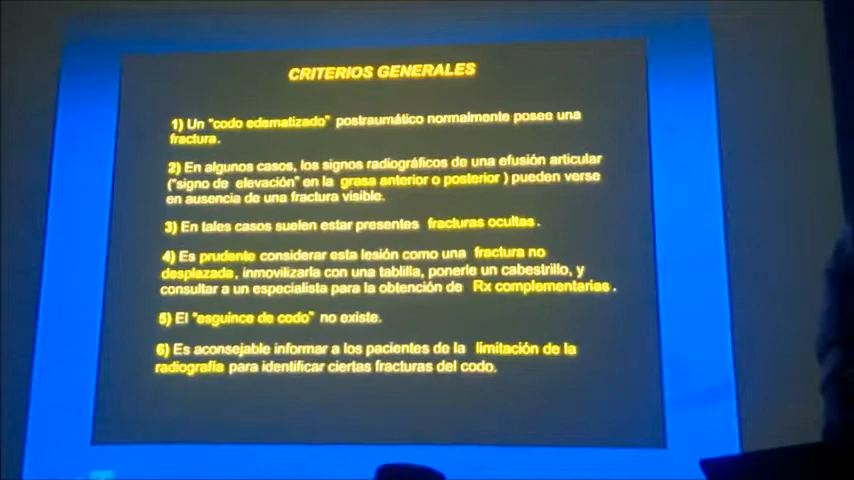 CRITERIOS GENERALES
1) Un "codo edematizado" postraumático normalmente posee una
fractura.
2) En algunos casos, los signos radiográficos de una efusión articular
("signo de elevación" en la grasa anterior o posterior ) pueden verse
en ausencia de una fractura visible.
3) En tales casos suelen estar presentes fracturas ocultas.
4) Es prudente considerar esta lesión como una fractura no
desplazada, inmovilizarla con una tablilla, ponerle un cabestrillo, y
consultar a un especialista para la obtención de Rx complementarias.
5) El "esguince de codo" no existe.
6) Es aconsejable informar a los pacientes de la limitación de la
radiografía para identificar ciertas fracturas del codo.